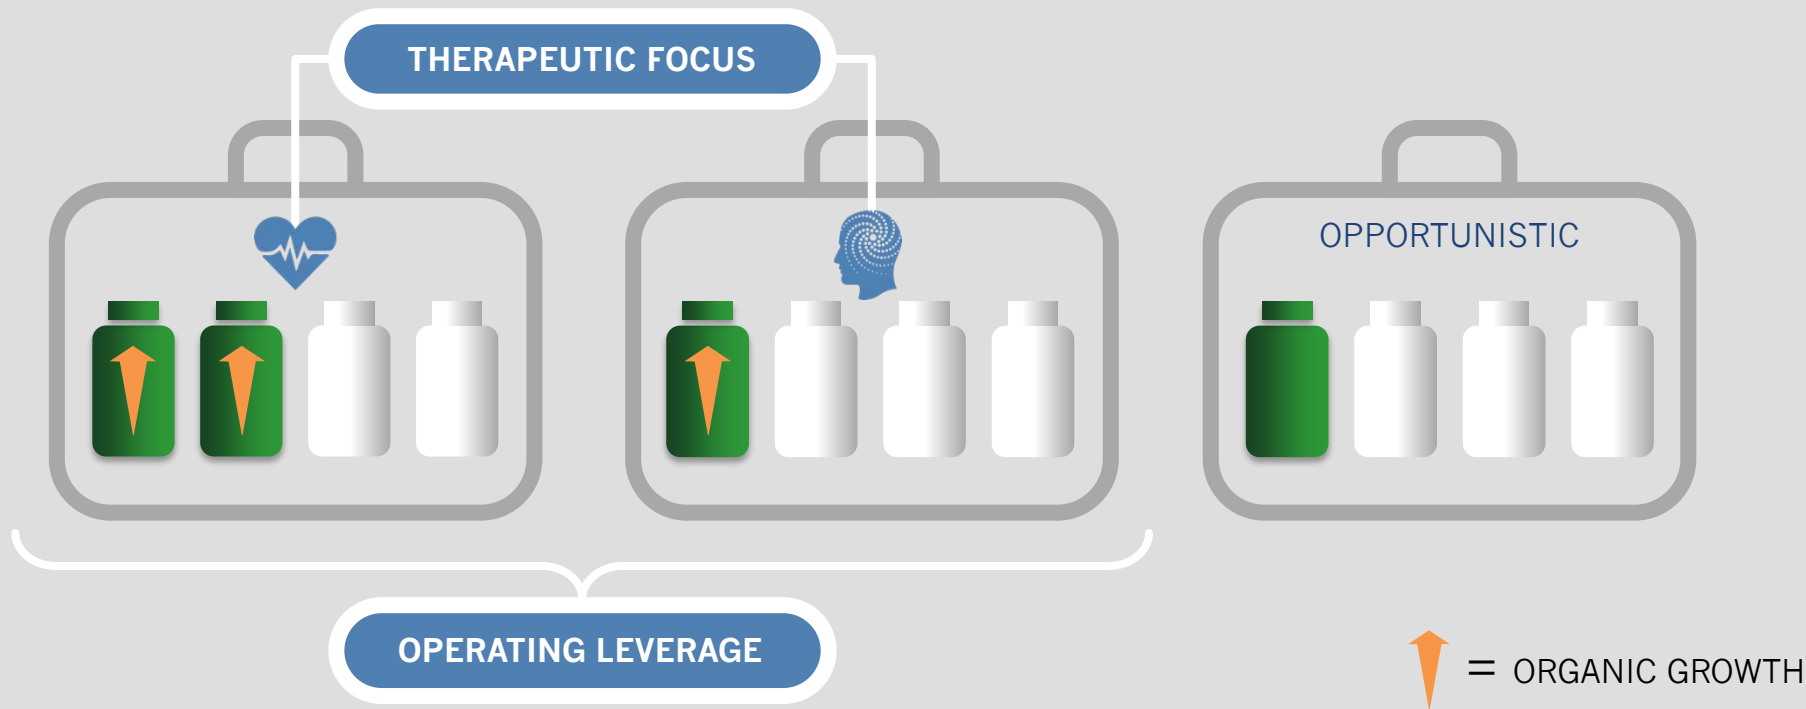 THERAPEUTIC FOCUS
OPPORTUNISTIC
OPERATING LEVERAGE
= ORGANIC GROWTH